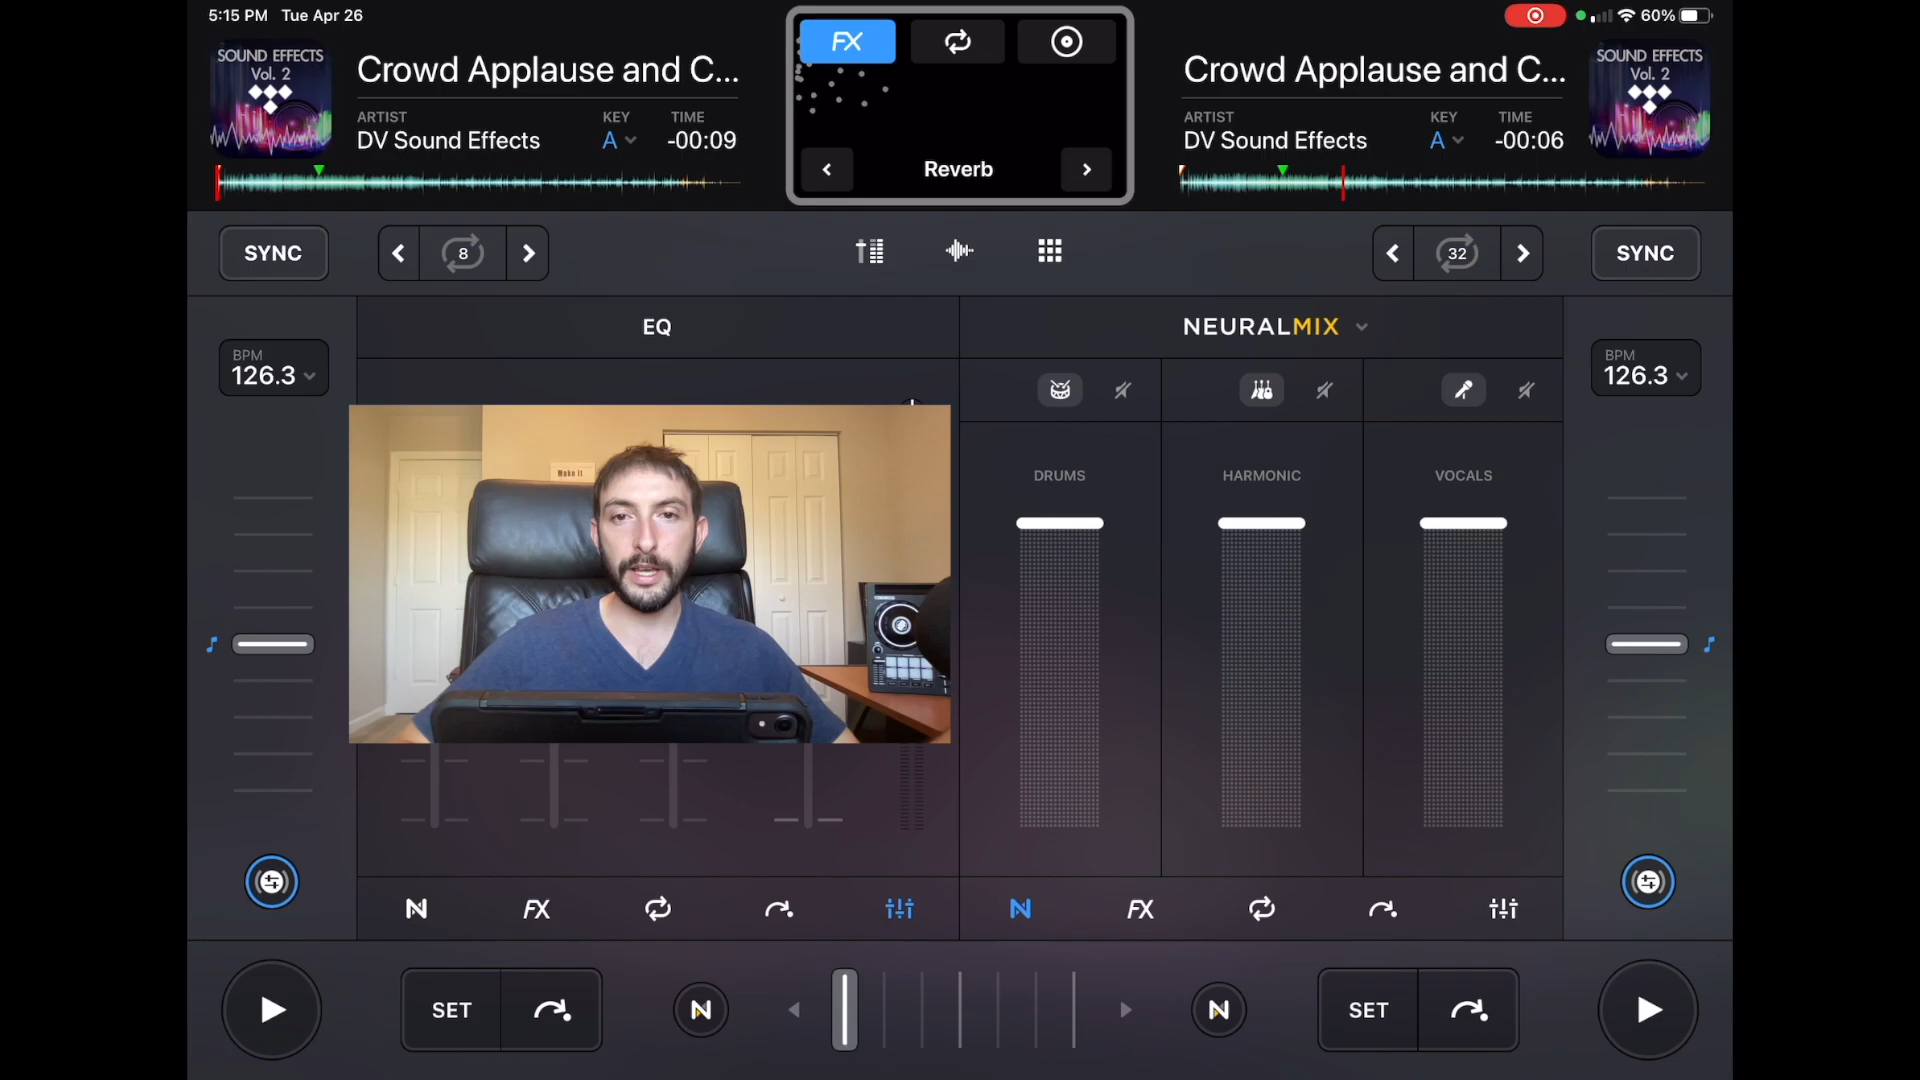 5:15 PM Tue Apr 26
60%
SOUND EFFECTS
Vol. 2
Crowd Applause and C...
ARTIST KEY TIME
DV Sound Effects A -00:09
FX
Reverb
Crowd Applause and C...
ARTIST KEY TIME
DV Sound Effects A -00:06
SOUND EFFECTS
Vol. 2
SYNC
8
32
SYNC
EQ
NEURALMIX
BPM
126.3
BPM
126.3
Make it
DRUMS
HARMONIC
VOCALS
FX
FX
SET
SET